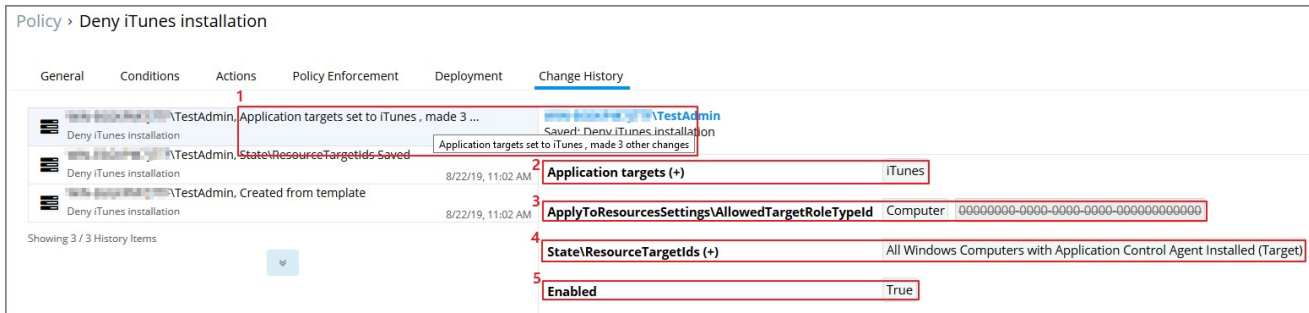 Policy › Deny iTunes installation
General Conditions Actions Policy Enforcement Deployment Change History
1
\TestAdmin, Application targets set to iTunes , made 3 ...
Deny iTunes installation
\TestAdmin, State\ResourceTargetIds Saved
Deny iTunes installation
8/22/19, 11:02 AM
\TestAdmin, Created from template
Deny iTunes installation
8/22/19, 11:02 AM
Showing 3 / 3 History Items
\TestAdmin
Saved: Deny iTunes installation
Application targets set to iTunes , made 3 other changes
2 Application targets (+) iTunes
3 ApplyToResourcesSettings\AllowedTargetRoleTypeId Computer 00000000-0000-0000-0000-000000000000
4 State\ResourceTargetIds (+) All Windows Computers with Application Control Agent Installed (Target)
5 Enabled True